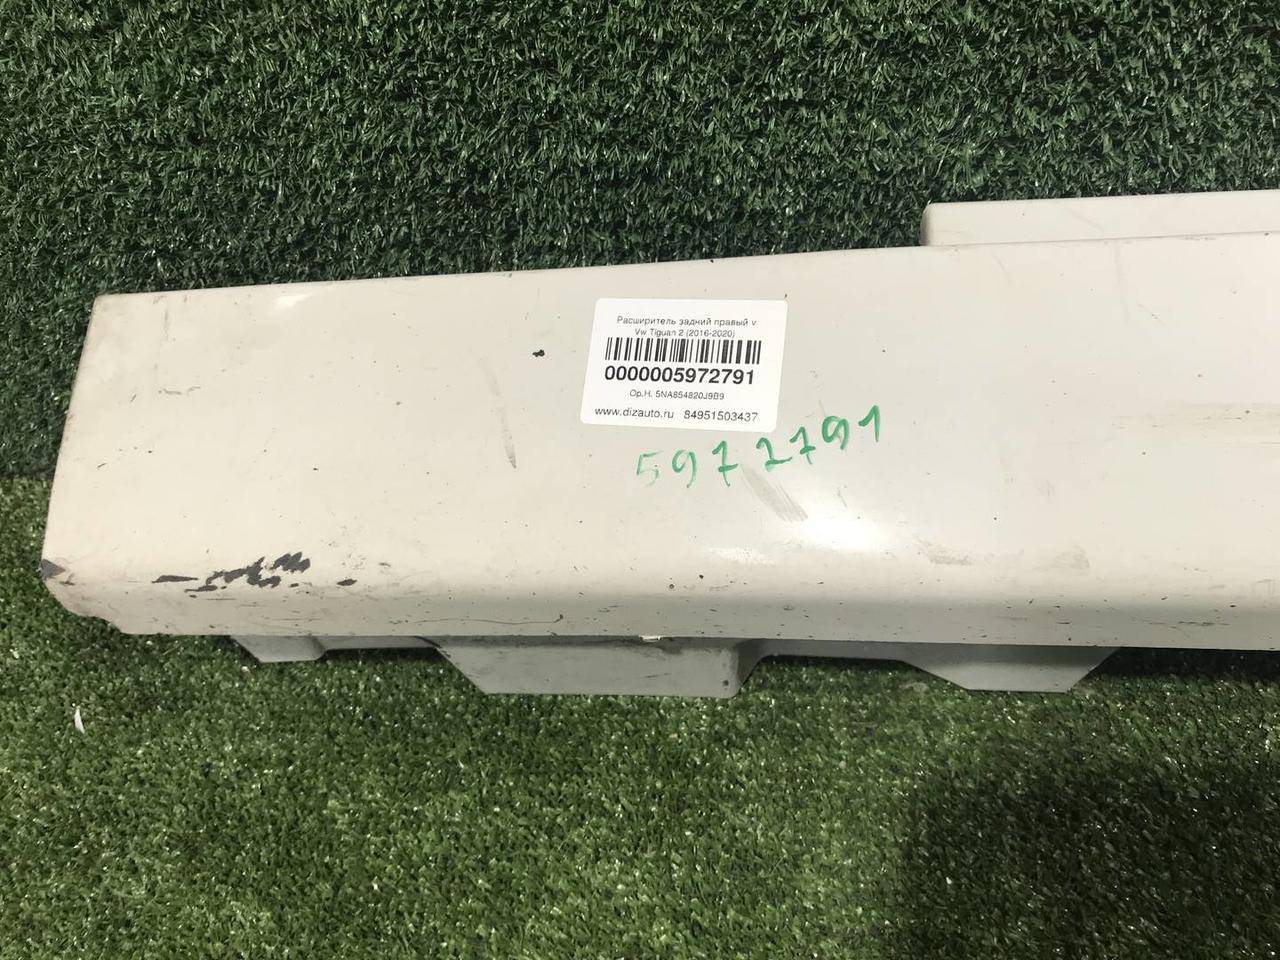 Расширитель задний правый v
Vw Tiguan 2 (2016-2020)
0000005972791
Ор.Н. 5NA854820J9B9
www.dizauto.ru 84951503437
5972791